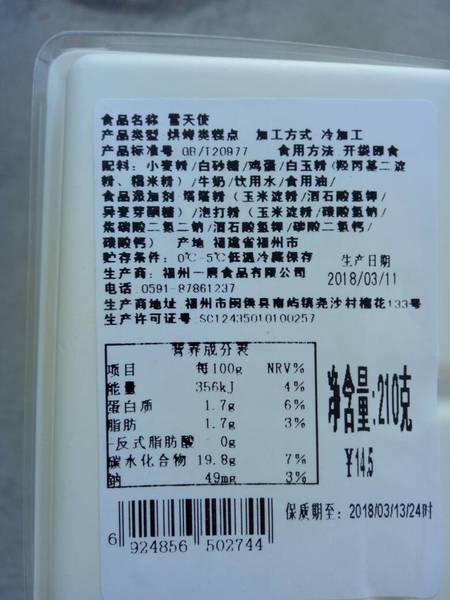 食品名称 雪天使
产品类型 烘烤类糕点 加工方式 冷加工
产品标准号 GB/T20977 食用方法 开袋即食
配料：小麦粉/白砂糖/鸡蛋/白玉粉(羟丙基二淀
粉、糯米粉)/牛奶/饮用水/食用油/
食品添加剂 塔塔粉（玉米淀粉/酒石酸氢钾/
异麦芽酮糖）/泡打粉（玉米淀粉/碳酸氢钠/
焦磷酸二氢二钠/酒石酸氢钾/磷酸二氢钙/
碳酸钙） 产地 福建省福州市
贮存条件：0℃-5℃低温冷藏保存
生产日期
生产商：福州一席食品有限公司
2018/03/11
电话 0591-87861237
生产商地址 福州市闽侯县南屿镇尧沙村榴花133号
生产许可证号 SC12435010100257
营养成分表
项目 每100g NRV%
能量 356kJ 4%
蛋白质 1.7g 6%
脂肪 1.7g 3%
-反式脂肪酸 0g
碳水化合物 19.8g 7%
钠 49mg 3%
净含量:210克
¥14.5
保质期至：2018/03/13/24时
6 924856 502744